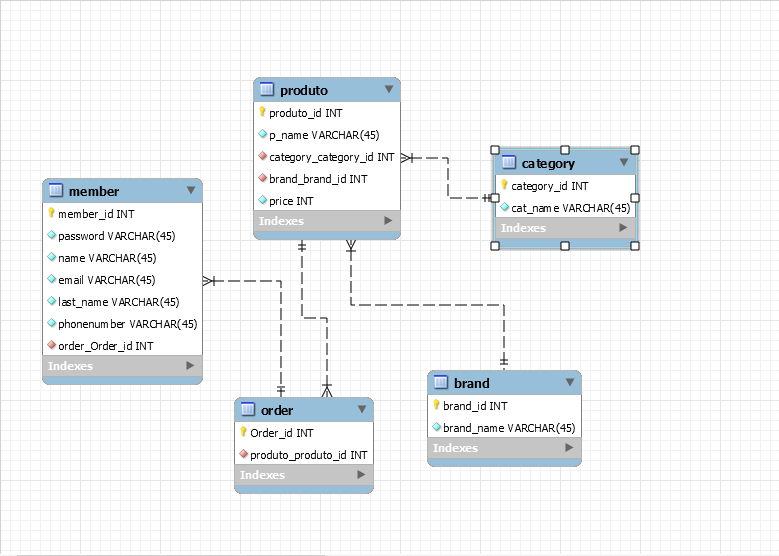 produto
produto_id INT
p_name VARCHAR(45)
category_category_id INT
brand_brand_id INT
price INT
Indexes
category
category_id INT
cat_name VARCHAR(45)
Indexes
member
member_id INT
password VARCHAR(45)
name VARCHAR(45)
email VARCHAR(45)
last_name VARCHAR(45)
phonenumber VARCHAR(45)
order_Order_id INT
Indexes
order
Order_id INT
produto_produto_id INT
Indexes
brand
brand_id INT
brand_name VARCHAR(45)
Indexes